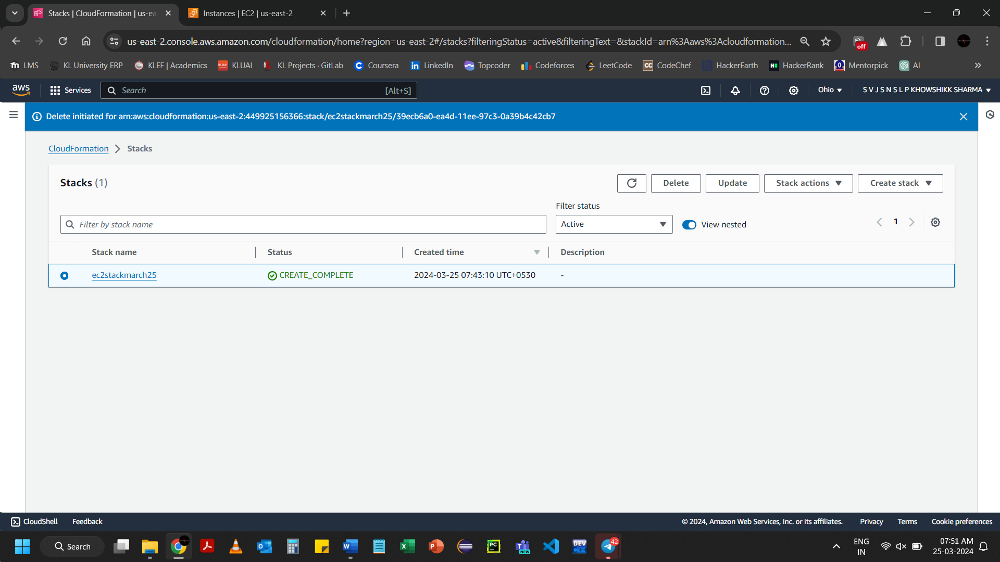 Stacks | CloudFormation | us-ea
Instances | EC2 | us-east-2
us-east-2.console.aws.amazon.com/cloudformation/home?region=us-east-2#/stacks?filteringStatus=active&filteringText=&stackId=arn%3Aaws%3Acloudformation...
off
LMS
KL University ERP
KLEF | Academics
KLUAI
KLUAI
KL Projects · GitLab
Coursera
LinkedIn
Topcoder
Codeforces
LeetCode
CodeChef
HackerEarth
HackerRank
Mentorpick
AI
aws
Services
Search
[Alt+S]
Ohio
S V J S N S L P KHOWSHIKK SHARMA
Delete initiated for arn:aws:cloudformation:us-east-2:449925156366:stack/ec2stackmarch25/39ecb6a0-ea4d-11ee-97c3-0a39b4c42cb7
CloudFormation
Stacks
Stacks (1)
Delete
Update
Stack actions
Create stack
Filter status
Filter by stack name
Active
View nested
1
Stack name
Status
Created time
Description
ec2stackmarch25
CREATE_COMPLETE
2024-03-25 07:43:10 UTC+0530
-
CloudShell
Feedback
© 2024, Amazon Web Services, Inc. or its affiliates.
Privacy
Terms
Cookie preferences
Search
NEW
DEV
42
ENG
IN
07:51 AM
25-03-2024